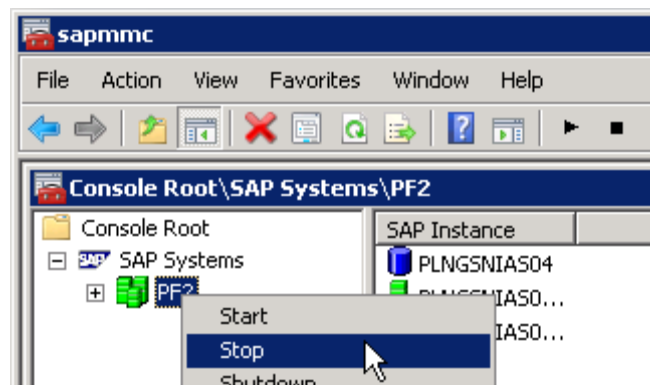 sapmmc
File Action View Favorites Window Help
Console Root\SAP Systems\PF2
Console Root
SAP Instance
SAP SAP Systems
PLNGSNIAS04
PF2
Start
IAS0...
Stop
Shutdown